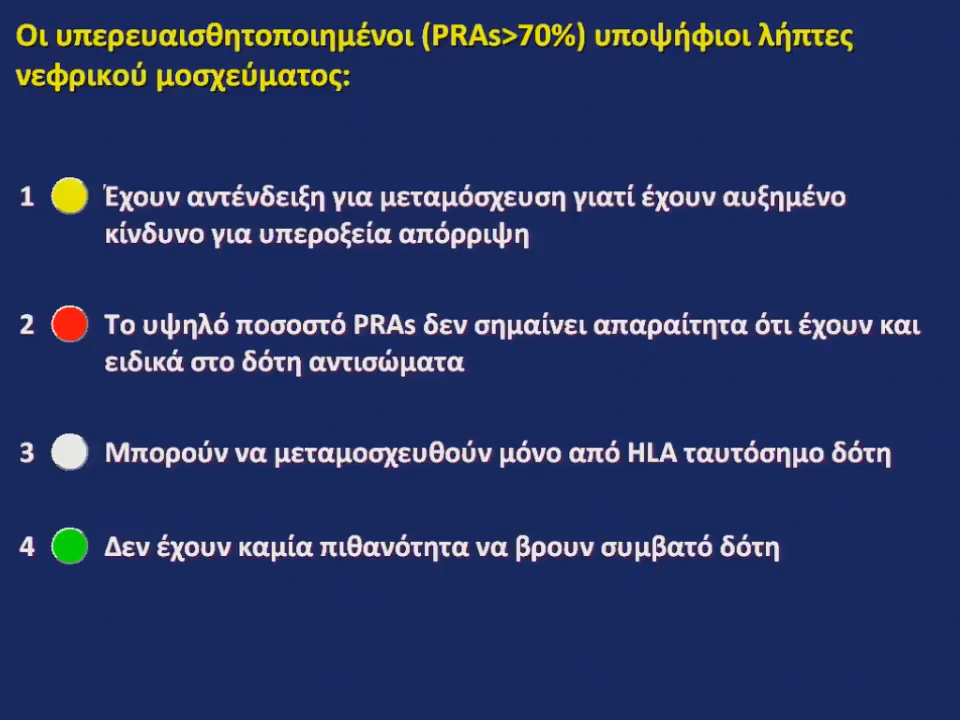 Οι υπερευαισθητοποιημένοι (PRAs>70%) υποψήφιοι λήπτες
νεφρικού μοσχεύματος:
1 Έχουν αντένδειξη για μεταμόσχευση γιατί έχουν αυξημένο
κίνδυνο για υπεροξεία απόρριψη
2 Το υψηλό ποσοστό PRAs δεν σημαίνει απαραίτητα ότι έχουν και
ειδικά στο δότη αντισώματα
3 Μπορούν να μεταμοσχευθούν μόνο από HLA ταυτόσημο δότη
4 Δεν έχουν καμία πιθανότητα να βρουν συμβατό δότη